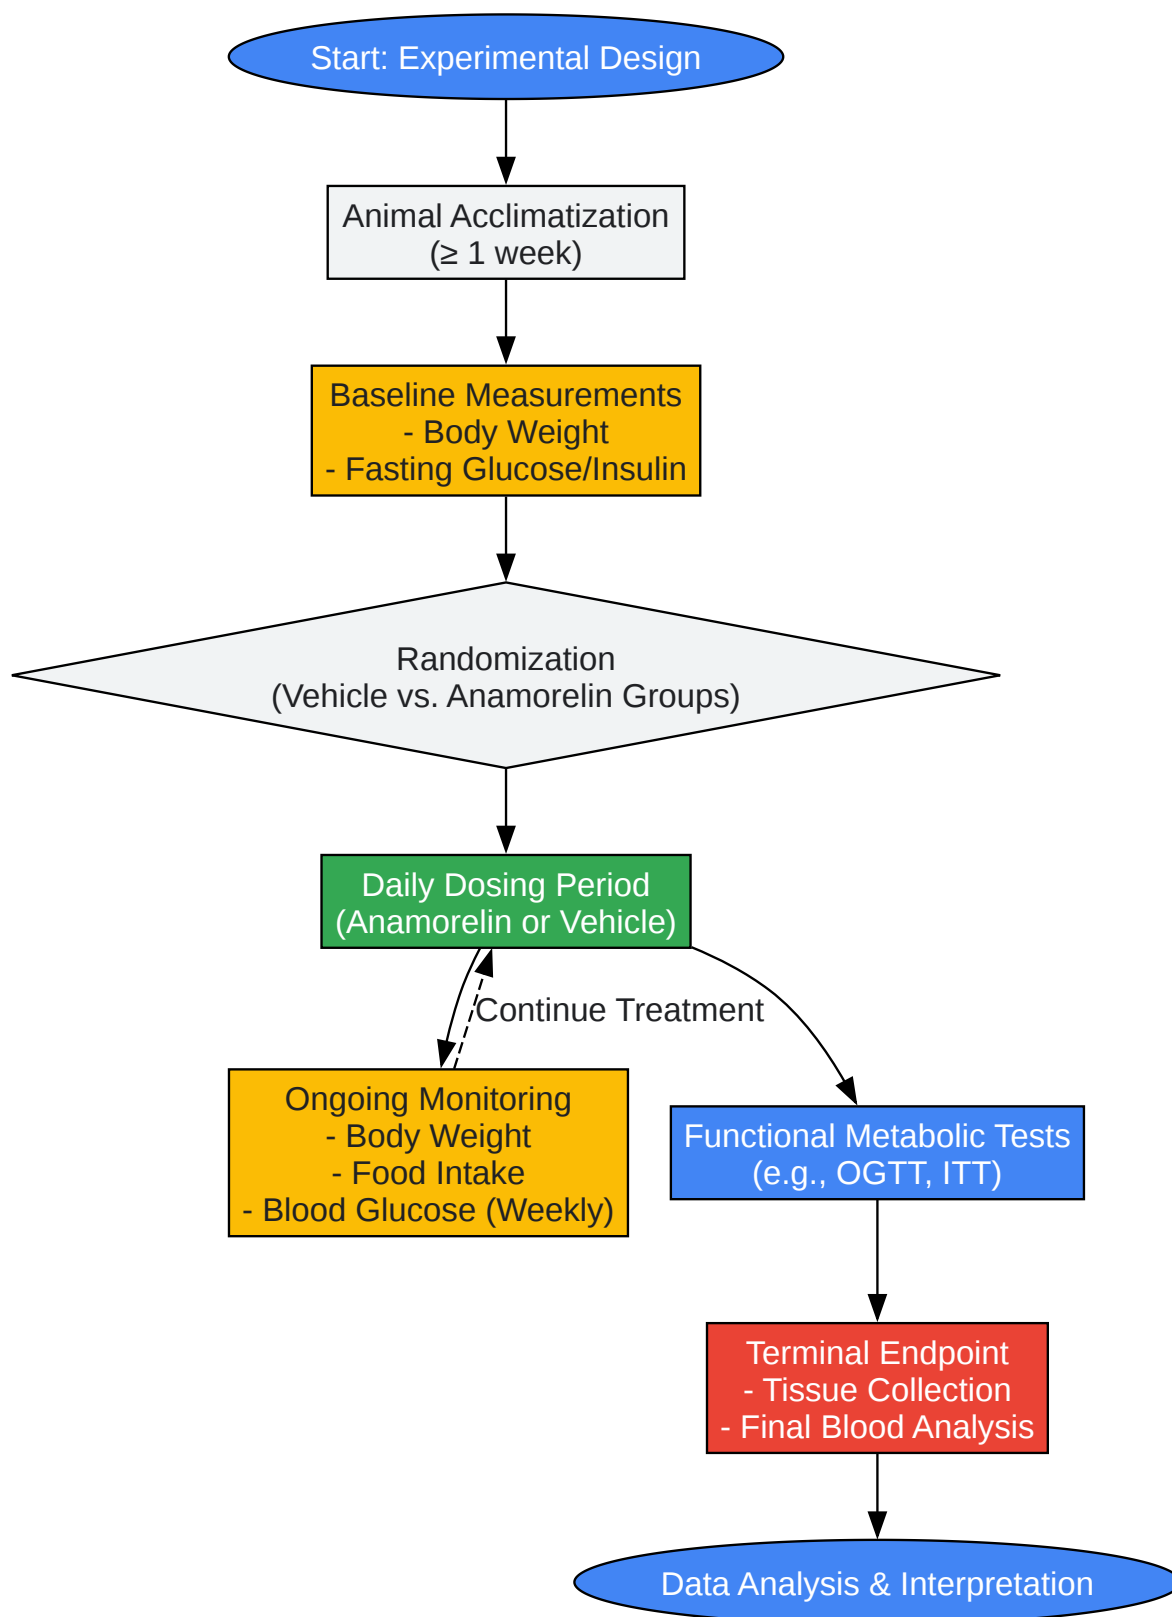 Start: Experimental Design
Animal Acclimatization
(≥ 1 week)
Baseline Measurements
- Body Weight
- Fasting Glucose/Insulin
Randomization
(Vehicle vs. Anamorelin Groups)
Daily Dosing Period
(Anamorelin or Vehicle)
Continue Treatment
Ongoing Monitoring
- Body Weight
- Food Intake
- Blood Glucose (Weekly)
Functional Metabolic Tests
(e.g., OGTT, ITT)
Terminal Endpoint
- Tissue Collection
- Final Blood Analysis
Data Analysis & Interpretation